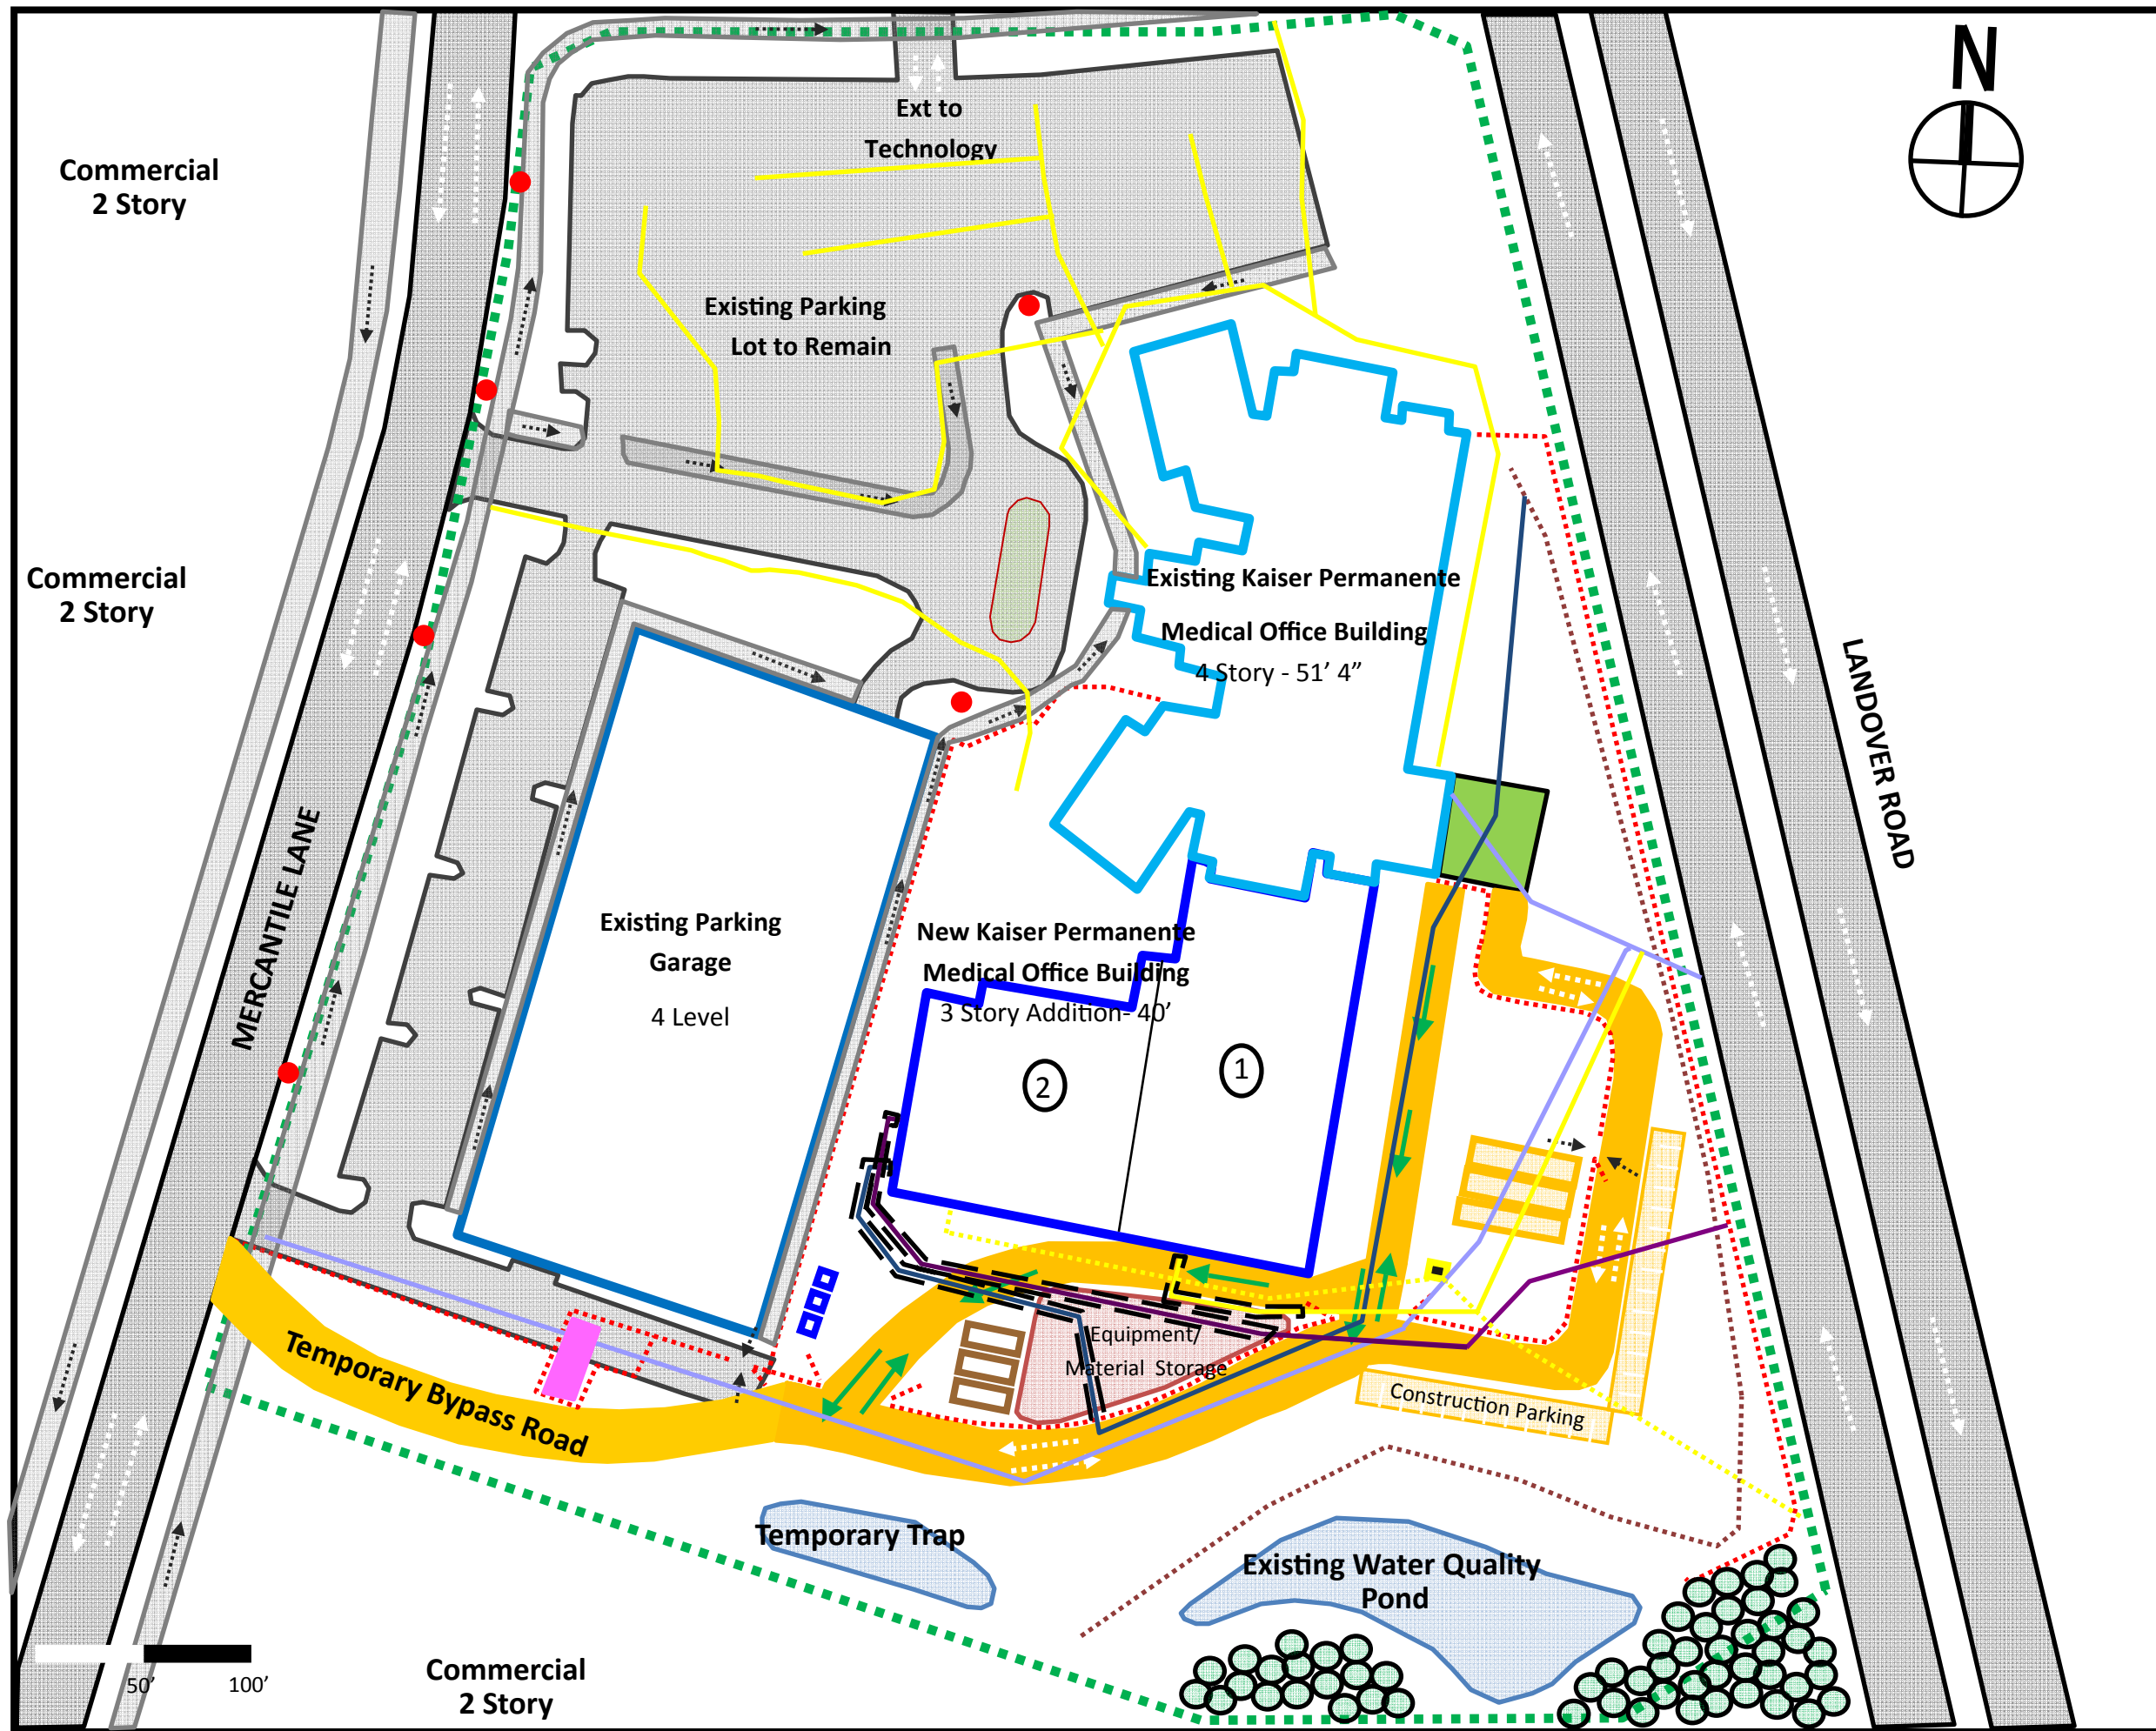 N
Ext to
Technology
Commercial
2 Story
Existing Parking
Lot to Remain
Commercial
2 Story
Existing Kaiser Permanente
Medical Office Building
4 Story - 51’ 4”
LANDOVER ROAD
MERCANTILE LANE
Existing Parking
Garage
4 Level
New Kaiser Permanente
Medical Office Building
3 Story Addition- 40’
2
1
Equipment/
Material Storage
Temporary Bypass Road
Construction Parking
Temporary Trap
Existing Water Quality
Pond
Commercial
2 Story
50’
100’